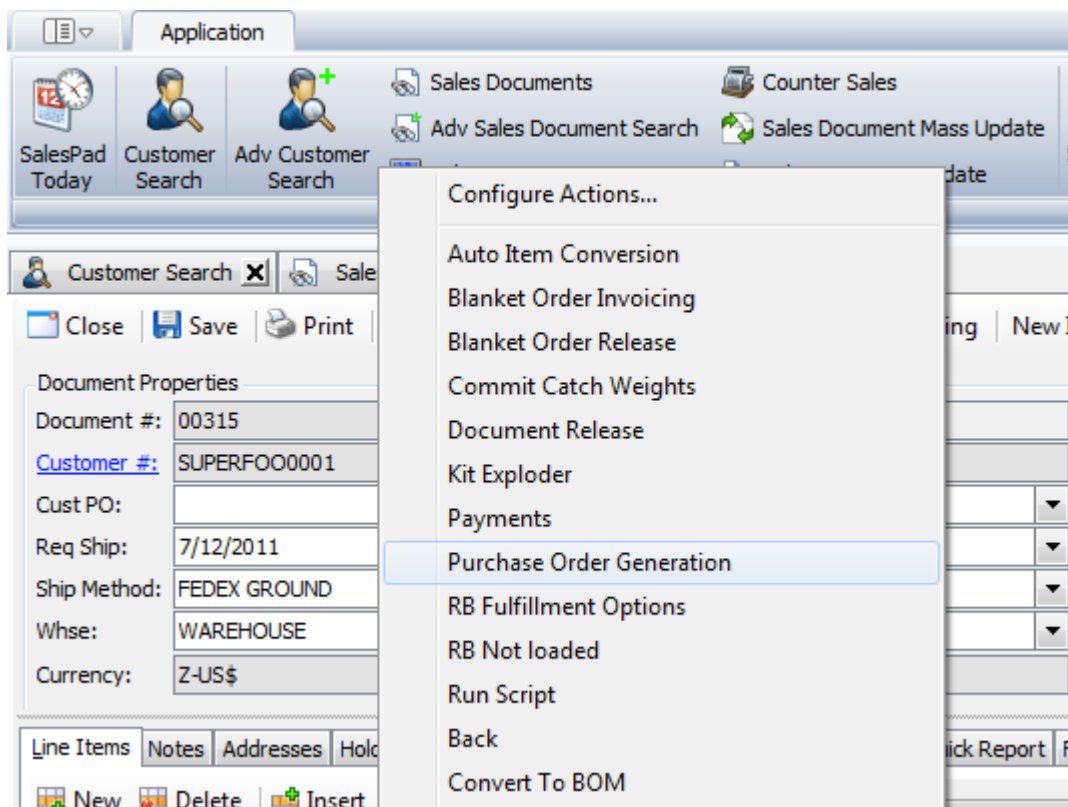 Application
Sales Documents
Counter Sales
Adv Sales Document Search
Sales Document Mass Update
SalesPad Today
Customer Search
Adv Customer Search
Configure Actions...
Auto Item Conversion
Blanket Order Invoicing
Blanket Order Release
Commit Catch Weights
Document Release
Kit Exploder
Payments
Purchase Order Generation
RB Fulfillment Options
RB Not loaded
Run Script
Back
Convert To BOM
Customer Search
Sale
Close
Save
Print
New
Document Properties
Document #: 00315
Customer #: SUPERFOO0001
Cust PO:
Req Ship: 7/12/2011
Ship Method: FEDEX GROUND
Whse: WAREHOUSE
Currency: Z-US$
Line Items
Notes
Addresses
Report
New
Delete
Insert